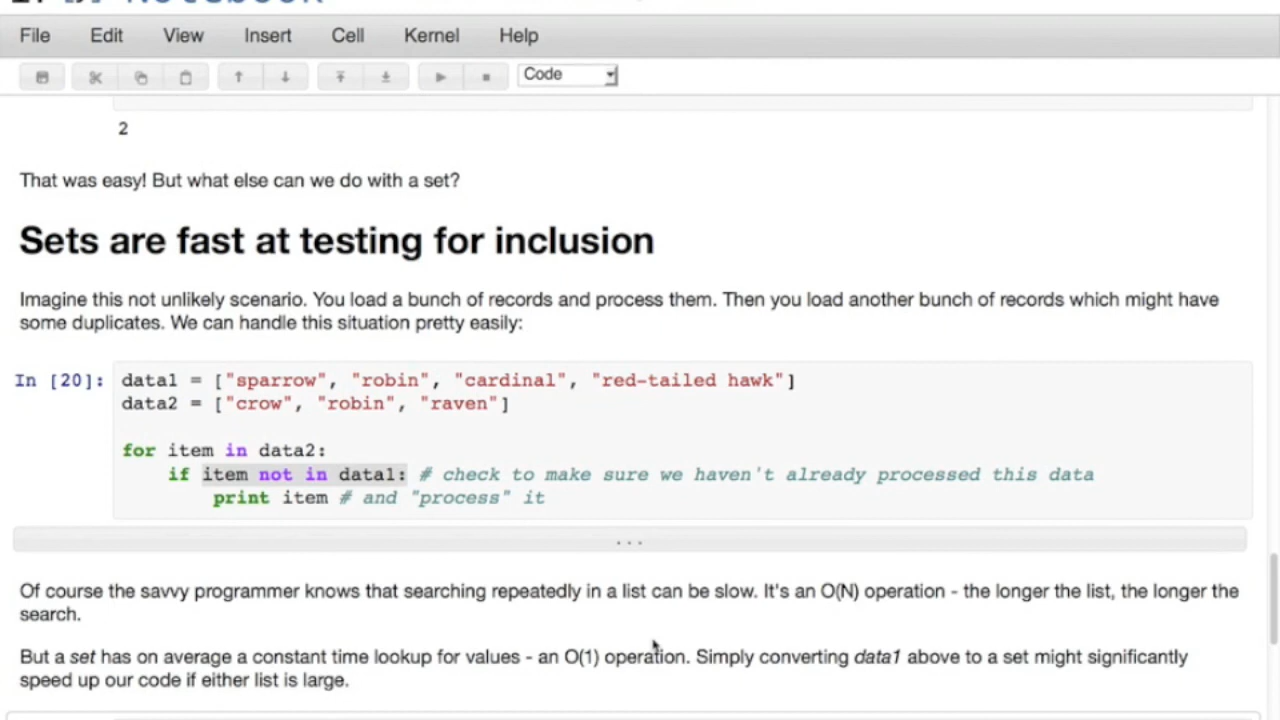 Notebook
File Edit View Insert Cell Kernel Help
Code
2
That was easy! But what else can we do with a set?
Sets are fast at testing for inclusion
Imagine this not unlikely scenario. You load a bunch of records and process them. Then you load another bunch of records which might have
some duplicates. We can handle this situation pretty easily:
In [20]: data1 = ["sparrow", "robin", "cardinal", "red-tailed hawk"]
data2 = ["crow", "robin", "raven"]
for item in data2:
if item not in data1: # check to make sure we haven't already processed this data
print item # and "process" it
...
Of course the savvy programmer knows that searching repeatedly in a list can be slow. It's an O(N) operation - the longer the list, the longer the
search.
But a set has on average a constant time lookup for values - an O(1) operation. Simply converting data1 above to a set might significantly
speed up our code if either list is large.